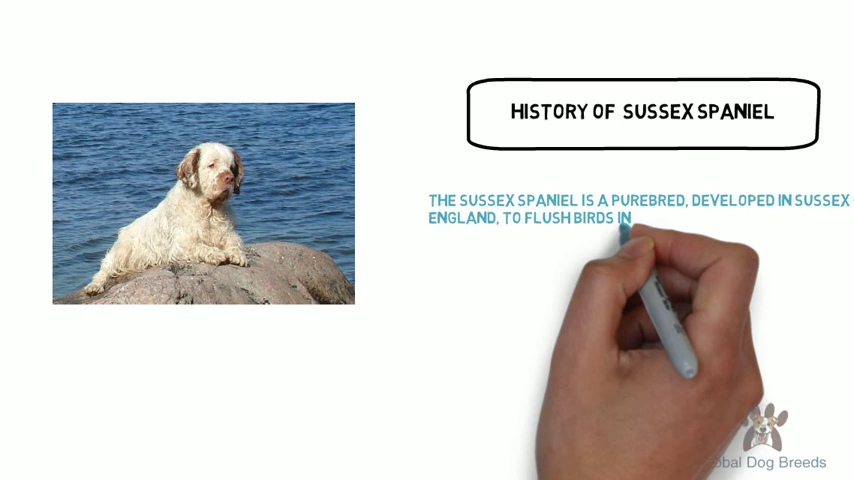 HISTORY OF SUSSEX SPANIEL
THE SUSSEX SPANIEL IS A PUREBRED, DEVELOPED IN SUSSEX
ENGLAND, TO FLUSH BIRDS IN
Dog Breeds